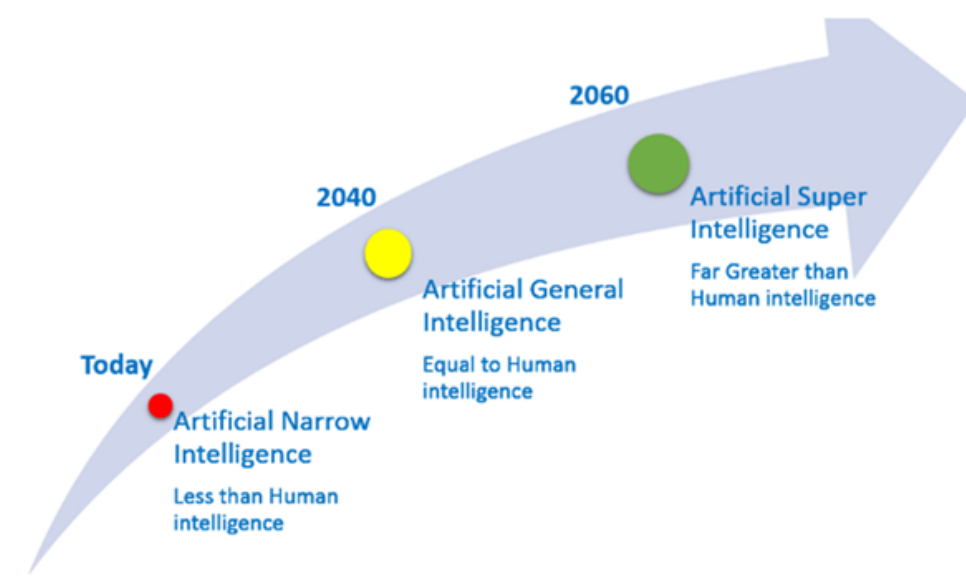 Today
Artificial Narrow
Intelligence
Less than Human
intelligence
2040
Artificial General
Intelligence
Equal to Human
intelligence
2060
Artificial Super
Intelligence
Far Greater than
Human intelligence